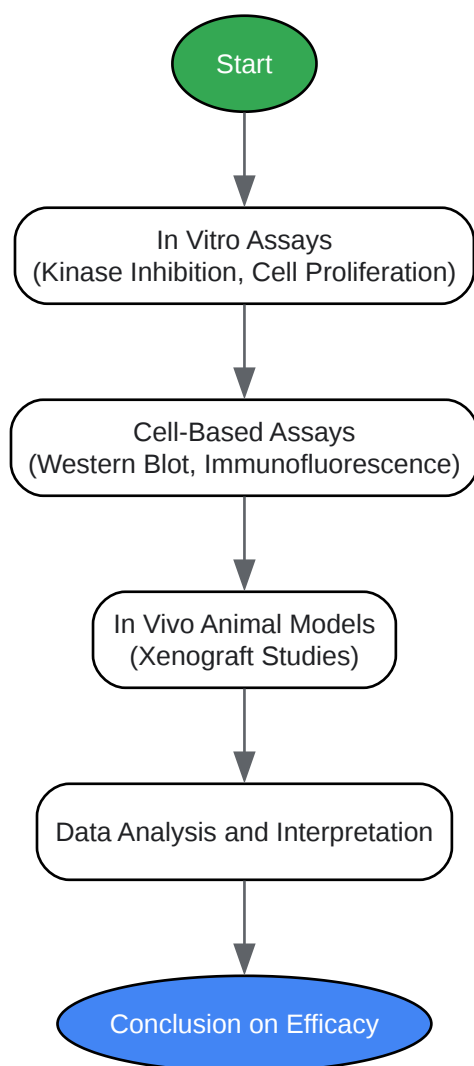 Start
In Vitro Assays
(Kinase Inhibition, Cell Proliferation)
Cell-Based Assays
(Western Blot, Immunofluorescence)
In Vivo Animal Models
(Xenograft Studies)
Data Analysis and Interpretation
Conclusion on Efficacy